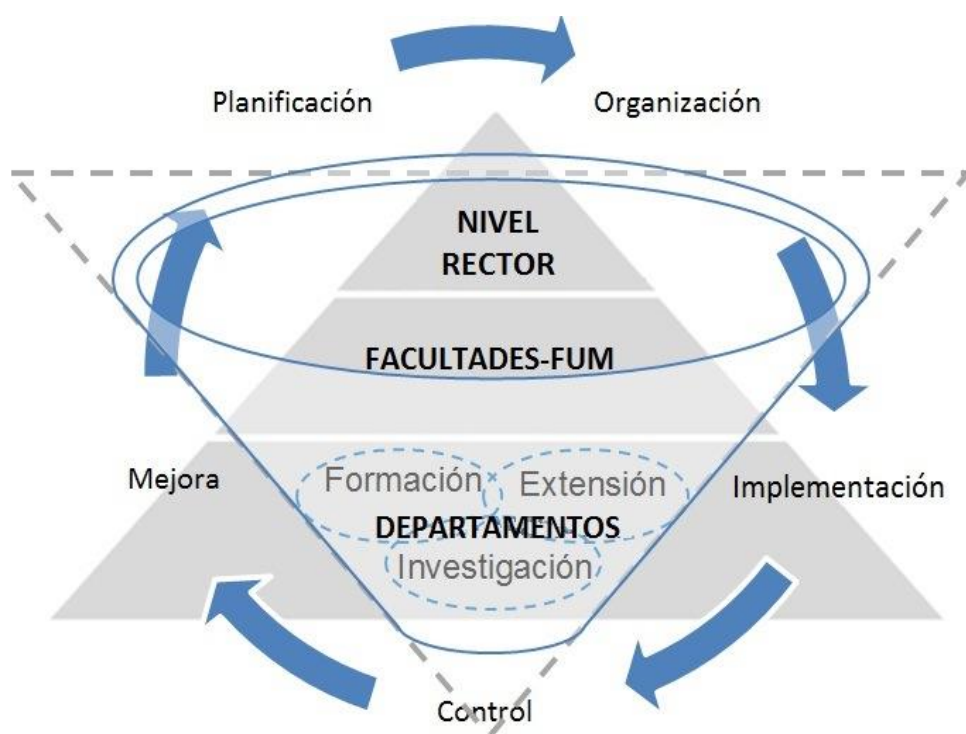 Planificación
Organización
NIVEL
RECTOR
FACULTADES-FUM
Mejora
Formación
Extensión
Implementación
DEPARTAMENTOS
Investigación
Control